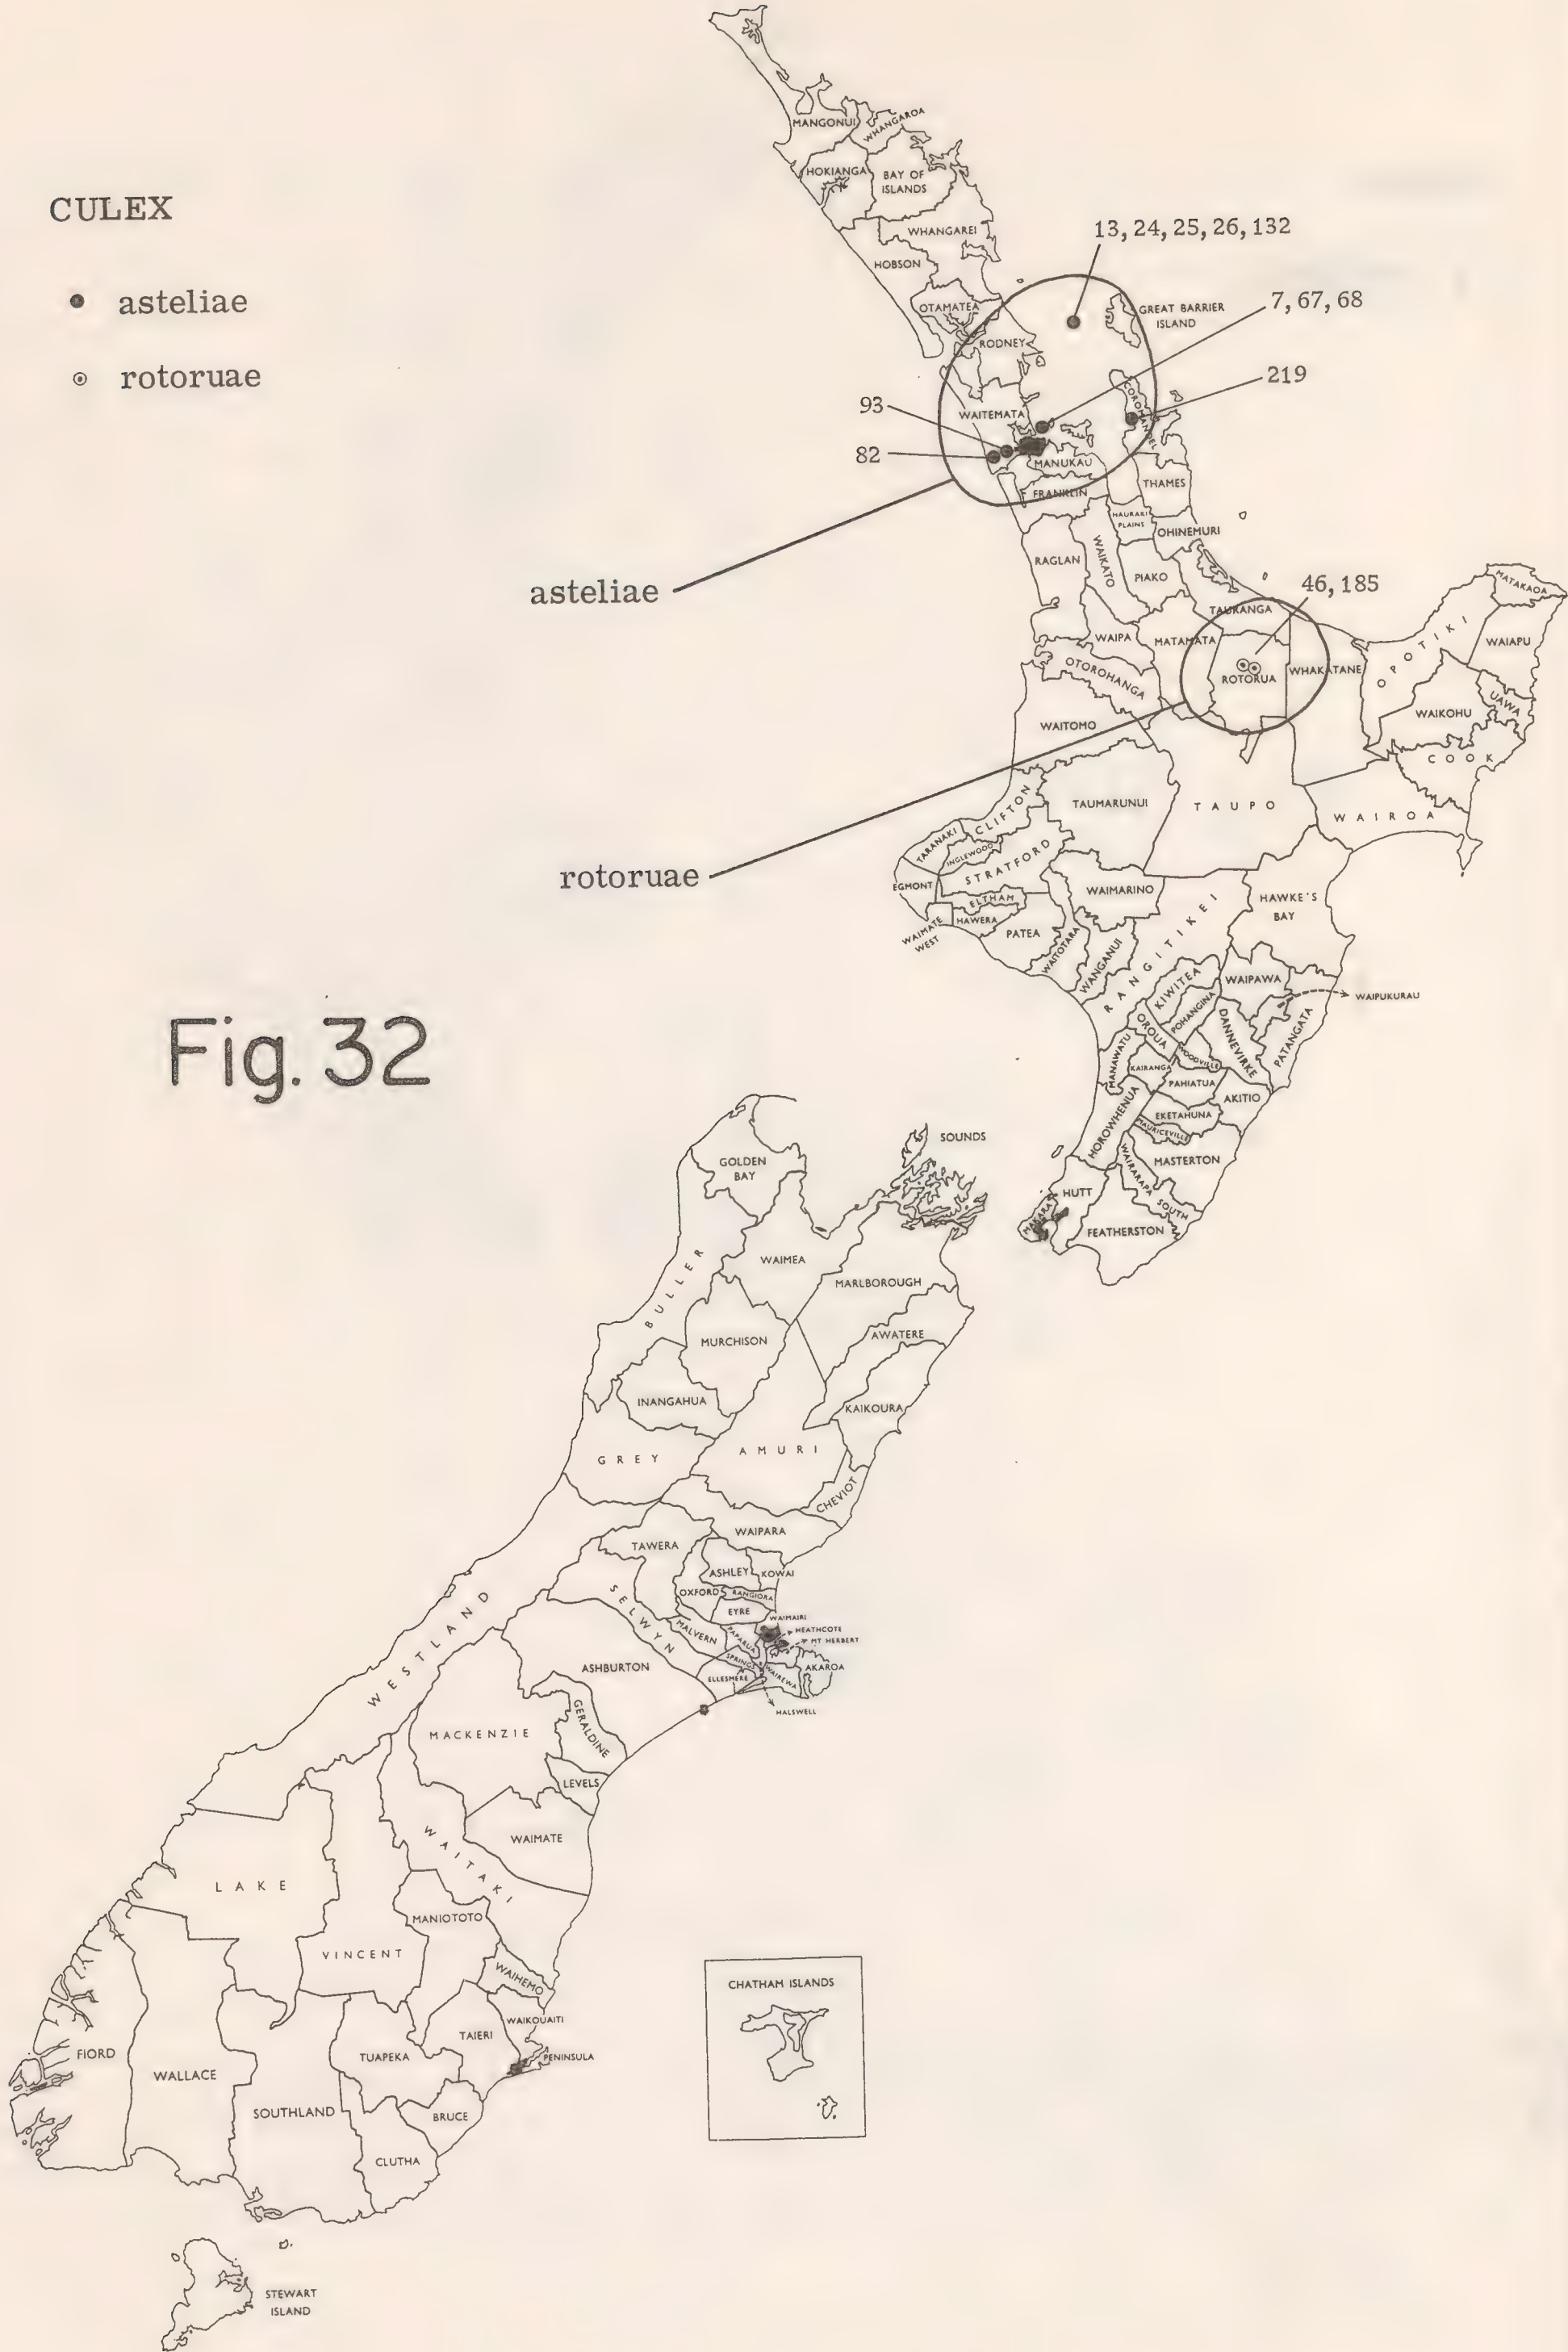 CULEX
asteliae
rotoruae
MANGONUI
WHANGAROA
HOKIANGA
BAY OF
ISLANDS
WHANGAREI
HOBSON
13, 24, 25, 26, 132
OTAMATEA
GREAT BARRIER
ISLAND
7, 67, 68
RODNEY
219
93
WAITEMATA
COROMANDEL
82
MANUKAU
THAMES
FRANKLIN
HAURAKI
PLAINS
OHINEMURI
RAGLAN
WAIKATO
PIAKO
asteliae
46, 185
MATAKAOA
TAURANGA
WAIPA
MATAMATA
OPOTIKI
WAIAPU
OTOROHANGA
ROTORUA
WHAKATANE
UAWA
WAIKOHU
WAITOMO
COOK
TAUMARUNUI
TAUPO
WAIROA
CLIFTON
TARANAKI
INGLEWOOD
STRATFORD
rotoruae
EGMONT
ELTHAM
WAIMARINO
HAWKE'S
BAY
WAIMATE
WEST
HAWERA
PATEA
WAITOTARA
WANGANUI
RANGITIKEI
KIWITEA
WAIPAWA
WAIPUKURAU
POHANGINA
OROUA
DANNEVIRKE
PATANGATA
Fig. 32
MANAWATU
KAIRANGA
WOODVILLE
PAHIATUA
AKITIO
HOROWHENUA
EKETAHUNA
MAURICEVILLE
MASTERTON
WAIRARAPA SOUTH
HUTT
MAKARA
FEATHERSTON
SOUNDS
GOLDEN
BAY
WAIMEA
BULLER
MARLBOROUGH
MURCHISON
AWATERE
INANGAHUA
KAIKOURA
GREY
AMURI
CHEVIOT
WAIPARA
TAWERA
ASHLEY
KOWAI
OXFORD
RANGIORA
EYRE
WAIMAIRI
HEATHCOTE
MT HERBERT
SELWYN
MALVERN
PAPARUA
SPRINGS
WAIREWA
AKAROA
ELLESMERE
HALSWELL
WESTLAND
ASHBURTON
GERALDINE
MACKENZIE
LEVELS
WAIMATE
WAITAKI
LAKE
MANIOTOTO
VINCENT
WAIHEMO
WAIKOUAITI
TAIERI
PENINSULA
TUAPEKA
FIORD
WALLACE
SOUTHLAND
BRUCE
CLUTHA
CHATHAM ISLANDS
STEWART
ISLAND